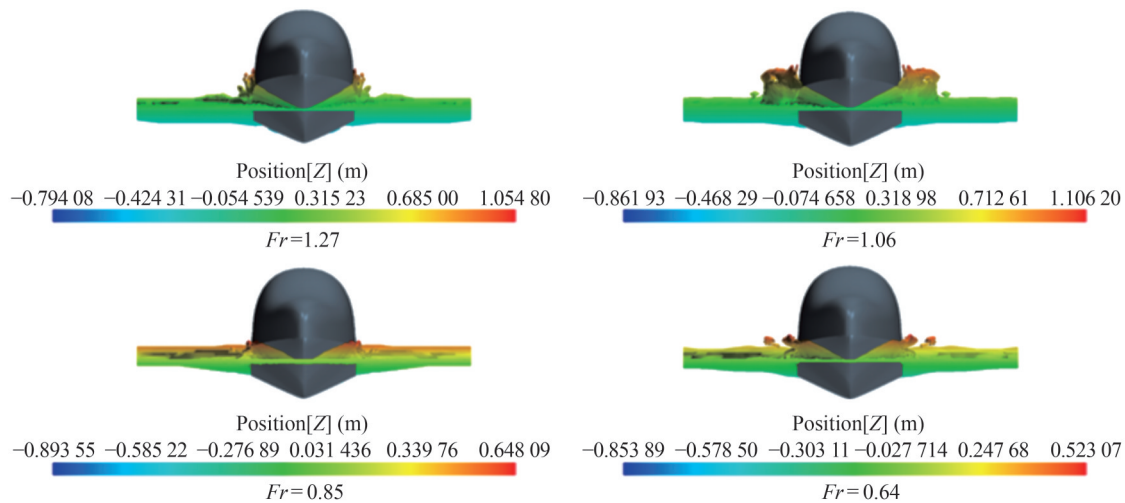 Position[Z] (m)
−0.794 08 −0.424 31 −0.054 539 0.315 23 0.685 00 1.054 80
Fr=1.27
Position[Z] (m)
−0.861 93 −0.468 29 −0.074 658 0.318 98 0.712 61 1.106 20
Fr=1.06
Position[Z] (m)
−0.893 55 −0.585 22 −0.276 89 0.031 436 0.339 76 0.648 09
Fr=0.85
Position[Z] (m)
−0.853 89 −0.578 50 −0.303 11 −0.027 714 0.247 68 0.523 07
Fr=0.64